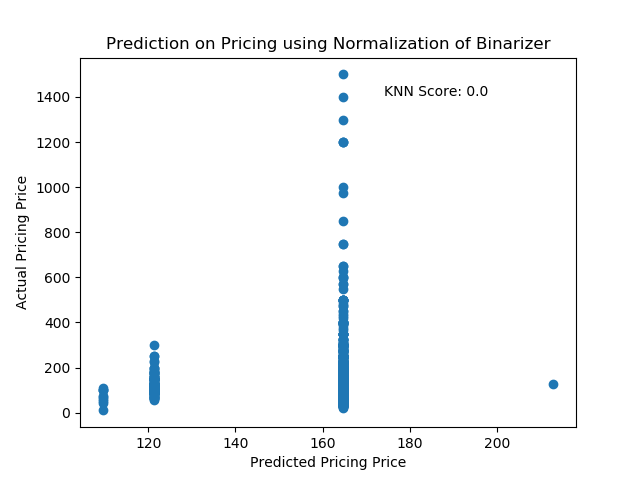 Prediction on Pricing using Normalization of Binarizer
KNN Score: 0.0
1400
1200
1000
800
600
400
200
0
Actual Pricing Price
120 140 160 180 200
Predicted Pricing Price